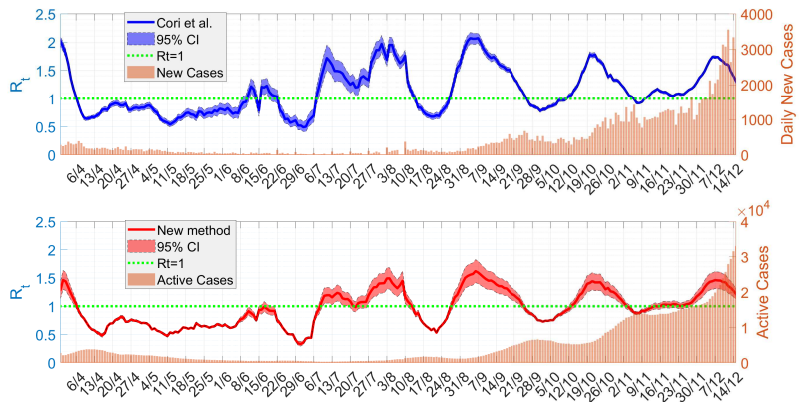 2.5
2
1.5
1
0.5
0
Rt
Cori et al.
95% CI
Rt=1
New Cases
4000
3000
2000
1000
0
Daily New Cases
6/4 13/4 20/4 27/4 4/5 11/5 18/5 25/5 1/6 8/6 15/6 22/6 29/6 6/7 13/7 20/7 27/7 3/8 10/8 17/8 24/8 31/8 7/9 14/9 21/9 28/9 5/10 12/10 19/10 26/10 2/11 9/11 16/11 23/11 30/11 7/12 14/12
2.5
2
1.5
1
0.5
0
Rt
New method
95% CI
Rt=1
Active Cases
×10⁴
4
3
2
1
0
Active Cases
6/4 13/4 20/4 27/4 4/5 11/5 18/5 25/5 1/6 8/6 15/6 22/6 29/6 6/7 13/7 20/7 27/7 3/8 10/8 17/8 24/8 31/8 7/9 14/9 21/9 28/9 5/10 12/10 19/10 26/10 2/11 9/11 16/11 23/11 30/11 7/12 14/12